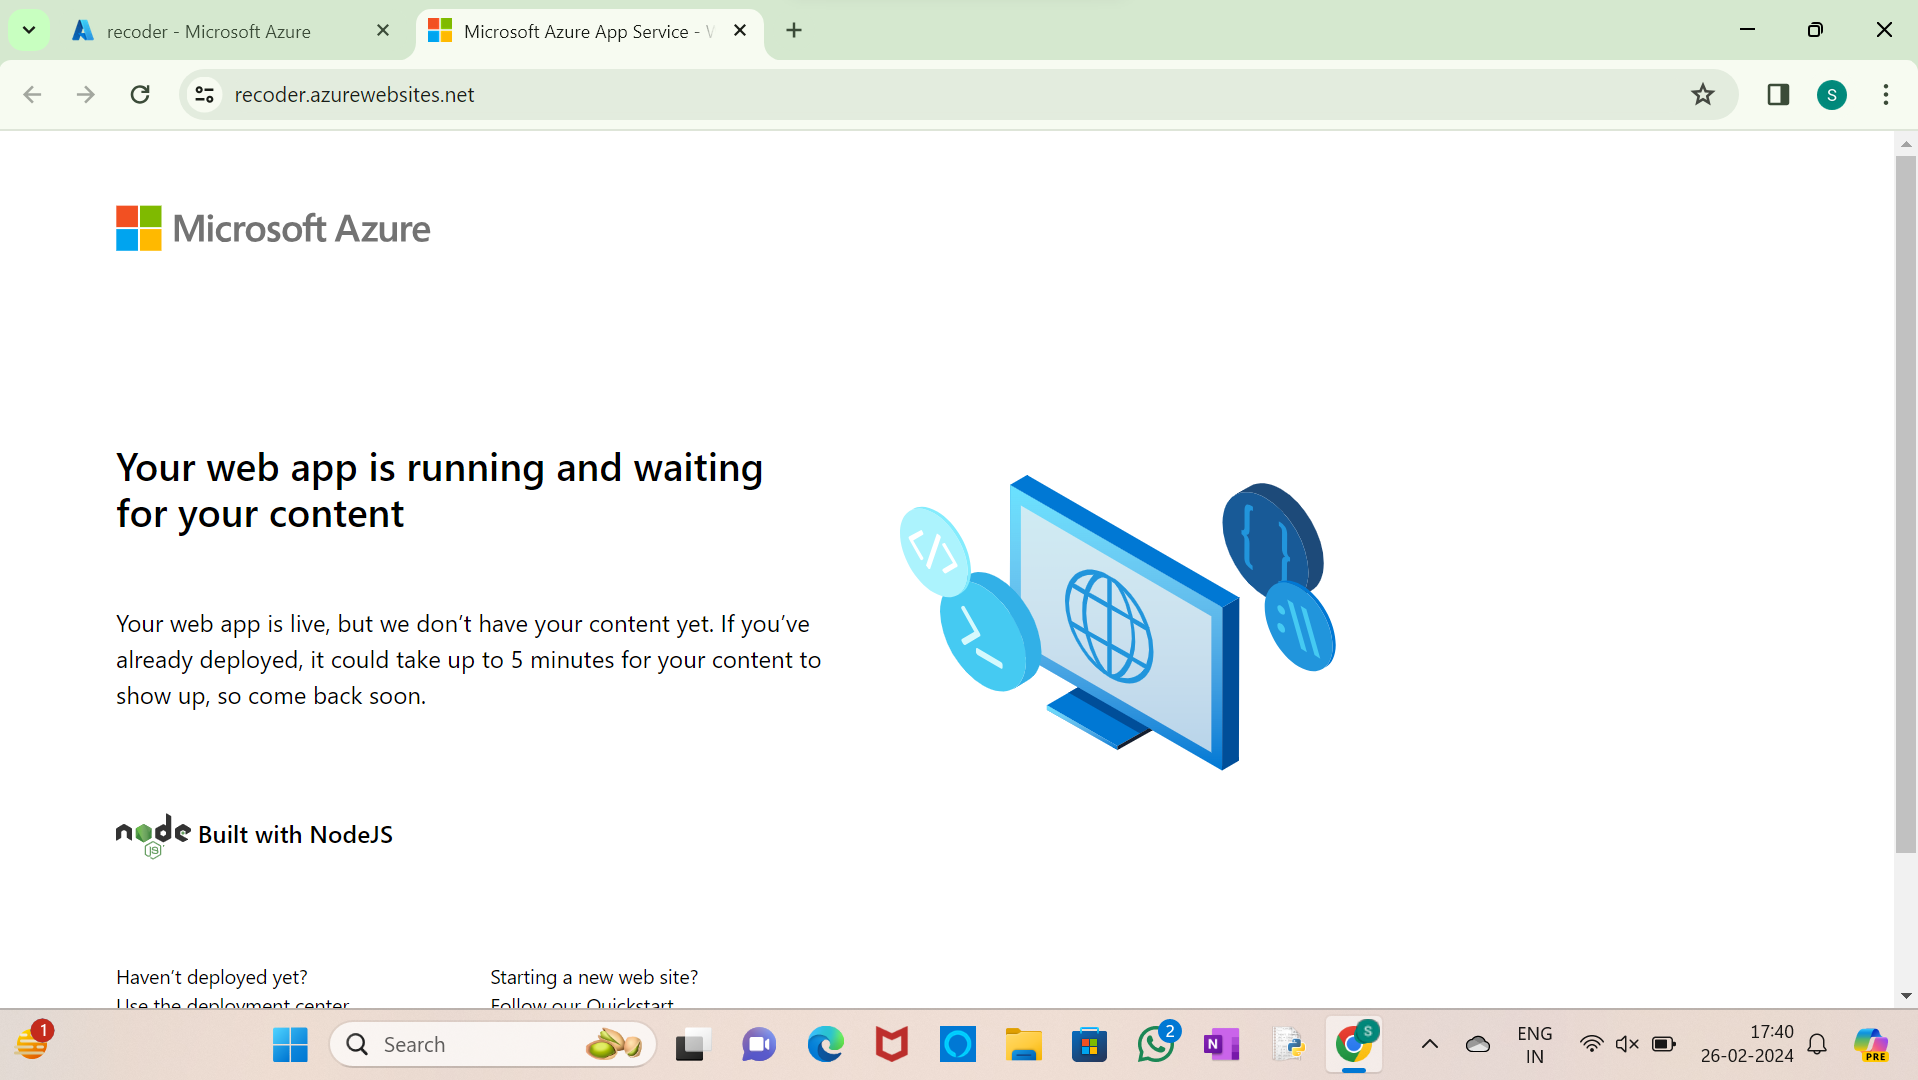 recoder - Microsoft Azure
Microsoft Azure App Service - W
recoder.azurewebsites.net
S
Microsoft Azure
Your web app is running and waiting
for your content
Your web app is live, but we don’t have your content yet. If you’ve
already deployed, it could take up to 5 minutes for your content to
show up, so come back soon.
node
JS
Built with NodeJS
Haven’t deployed yet?
Use the deployment center
Starting a new web site?
Follow our Quickstart
1
Search
2
N
S
ENG
IN
17:40
26-02-2024
PRE